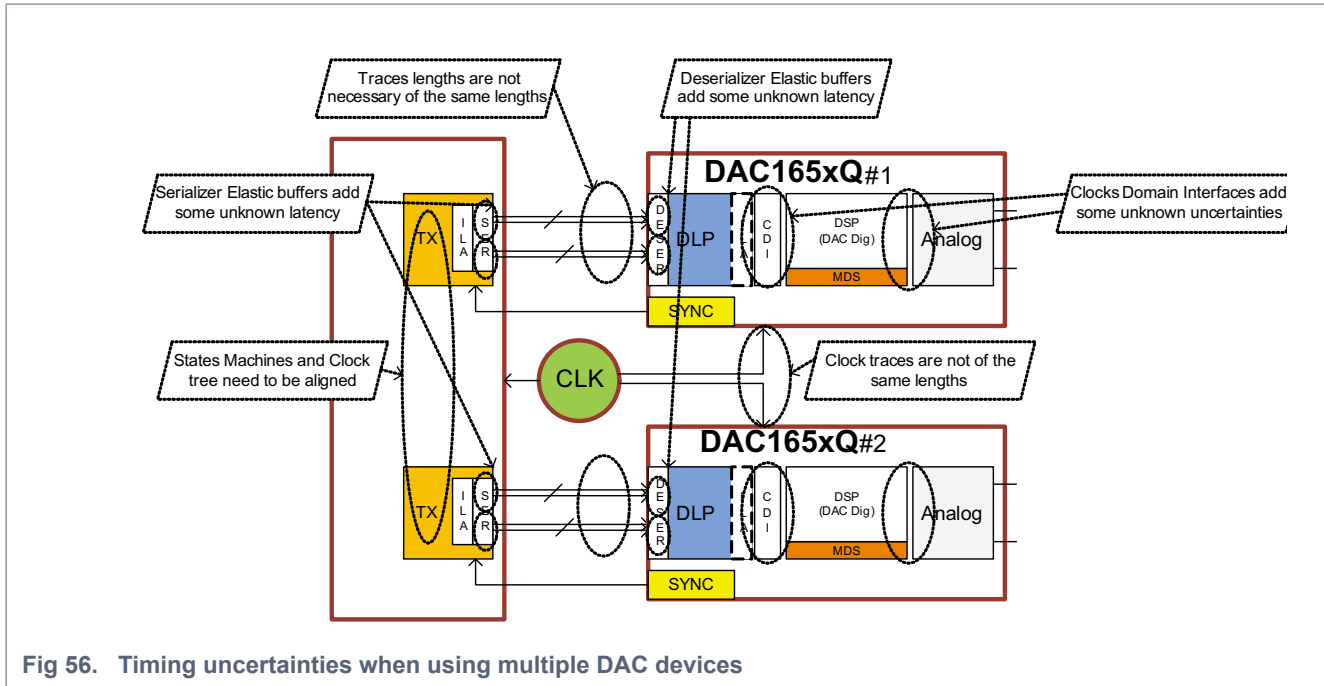 Traces lengths are not
necessary of the same lengths
Deserializer Elastic buffers
add some unknown latency
Serializer Elastic buffers add
some unknown latency
Clocks Domain Interfaces add
some unknown uncertainties
States Machines and Clock
tree need to be aligned
Clock traces are not of the
same lengths
DAC165xQ#1
TX
I
L
A
S
E
R
D
E
S
E
R
DLP
I
L
A
C
D
I
DSP
(DAC Dig)
MDS
Analog
SYNC
CLK
DAC165xQ#2
TX
I
L
A
S
E
R
D
E
S
E
R
DLP
I
L
A
C
D
I
DSP
(DAC Dig)
MDS
Analog
SYNC
Fig 56. Timing uncertainties when using multiple DAC devices